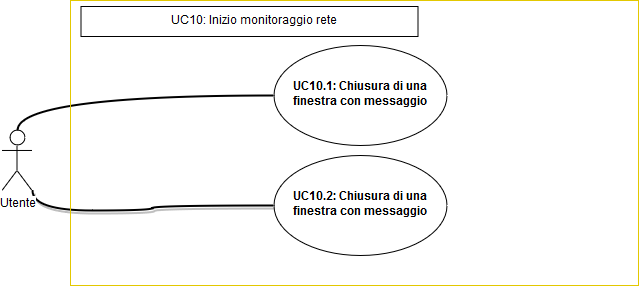 UC10: Inizio monitoraggio rete
UC10.1: Chiusura di una
finestra con messaggio
Utente
UC10.2: Chiusura di una
finestra con messaggio